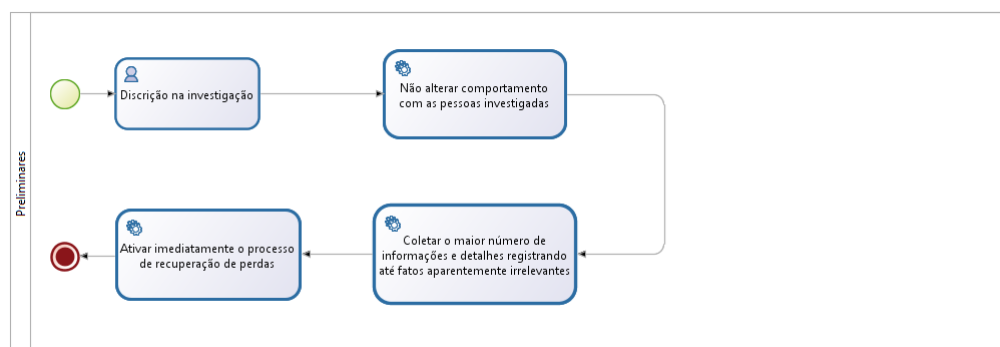 Preliminares
Discrição na investigação
Não alterar comportamento
com as pessoas investigadas
Coletar o maior número de
informações e detalhes registrando
até fatos aparentemente irrelevantes
Ativar imediatamente o processo
de recuperação de perdas